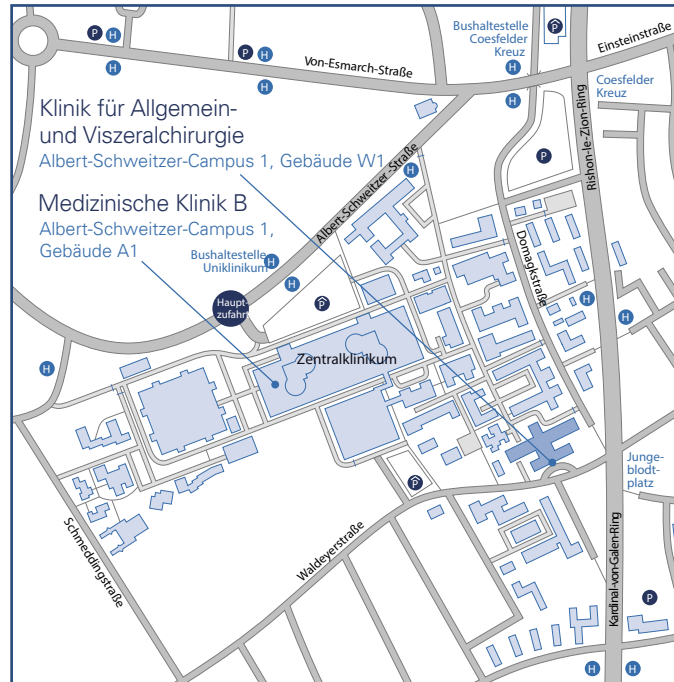 P H
H
P H
H
Von-Esmarch-Straße
Bushaltestelle
Coesfelder
Kreuz
H
H
P
Einsteinstraße
Coesfelder
Kreuz
Rishon-le-Zion-Ring
Klinik für Allgemein-
und Viszeralchirurgie
Albert-Schweitzer-Campus 1, Gebäude W1
Albert-Schweitzer-Straße
H
P
Medizinische Klinik B
Albert-Schweitzer-Campus 1,
Gebäude A1
Bushaltestelle
Uniklinikum
H
H
Domagkstraße
Haupt-
zufahrt
P
H
H
H
Zentralklinikum
Junge-
blodt-
platz
P
Schmeddingstraße
Waldeyerstraße
Kardinal-von-Galen-Ring
P
H H